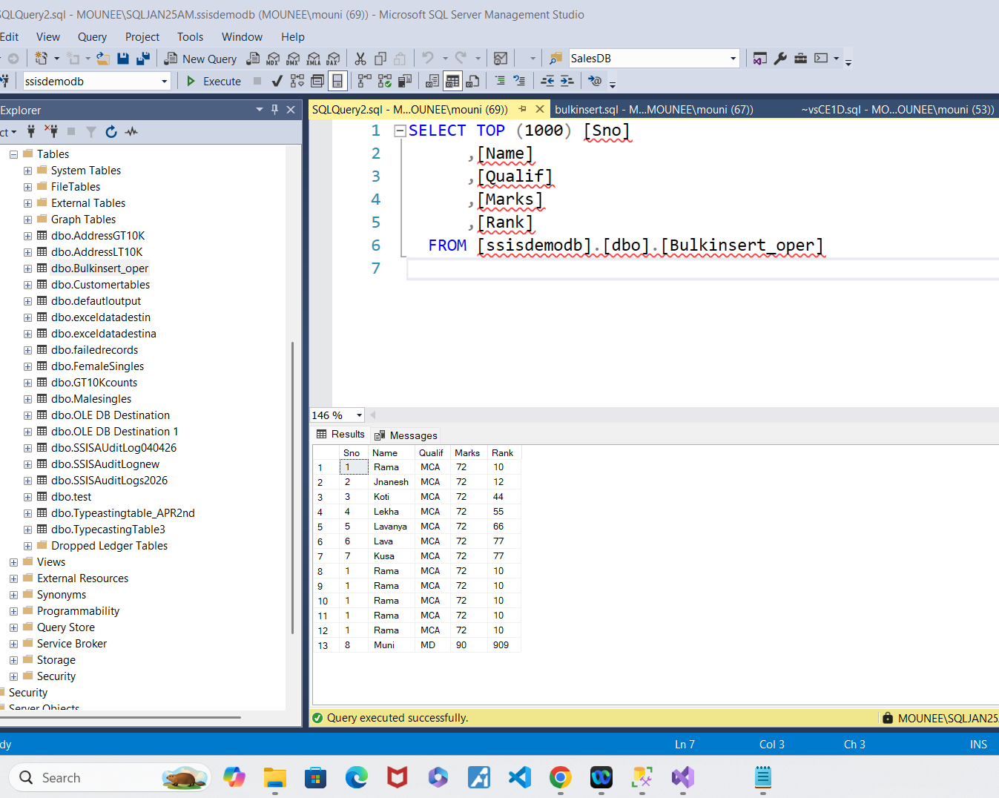 SQLQuery2.sql - MOUNEE\SQLJAN25AM.ssisdemodb (MOUNEE\mouni (69)) - Microsoft SQL Server Management Studio
Edit View Query Project Tools Window Help
New Query MDX DMX XMLA DAX SalesDB
ssisdemodb Execute
Explorer
ct
Tables
System Tables
FileTables
External Tables
Graph Tables
dbo.AddressGT10K
dbo.AddressLT10K
dbo.Bulkinsert_oper
dbo.Customertables
dbo.defautloutput
dbo.exceldatadestin
dbo.exceldatadestina
dbo.failedrecords
dbo.FemaleSingles
dbo.GT10Kcounts
dbo.Malesingles
dbo.OLE DB Destination
dbo.OLE DB Destination 1
dbo.SSISAUditLog040426
dbo.SSISAuditLognew
dbo.SSISAuditLogs2026
dbo.test
dbo.Typeastingtable_APR2nd
dbo.TypecastingTable3
Dropped Ledger Tables
Views
External Resources
Synonyms
Programmability
Query Store
Service Broker
Storage
Security
Security
Server Objects
SQLQuery2.sql - M...OUNEE\mouni (69)) bulkinsert.sql - M...MOUNEE\mouni (67)) ~vsCE1D.sql - MO...OUNEE\mouni (53))
1 SELECT TOP (1000) [Sno]
2 ,[Name]
3 ,[Qualif]
4 ,[Marks]
5 ,[Rank]
6 FROM [ssisdemodb].[dbo].[Bulkinsert_oper]
7
146 %
Results Messages
Sno Name Qualif Marks Rank
1 1 Rama MCA 72 10
2 2 Jnanesh MCA 72 12
3 3 Koti MCA 72 44
4 4 Lekha MCA 72 55
5 5 Lavanya MCA 72 66
6 6 Lava MCA 72 77
7 7 Kusa MCA 72 77
8 1 Rama MCA 72 10
9 1 Rama MCA 72 10
10 1 Rama MCA 72 10
11 1 Rama MCA 72 10
12 1 Rama MCA 72 10
13 8 Muni MD 90 909
Query executed successfully. MOUNEE\SQLJAN25
dy Ln 7 Col 3 Ch 3 INS
Search